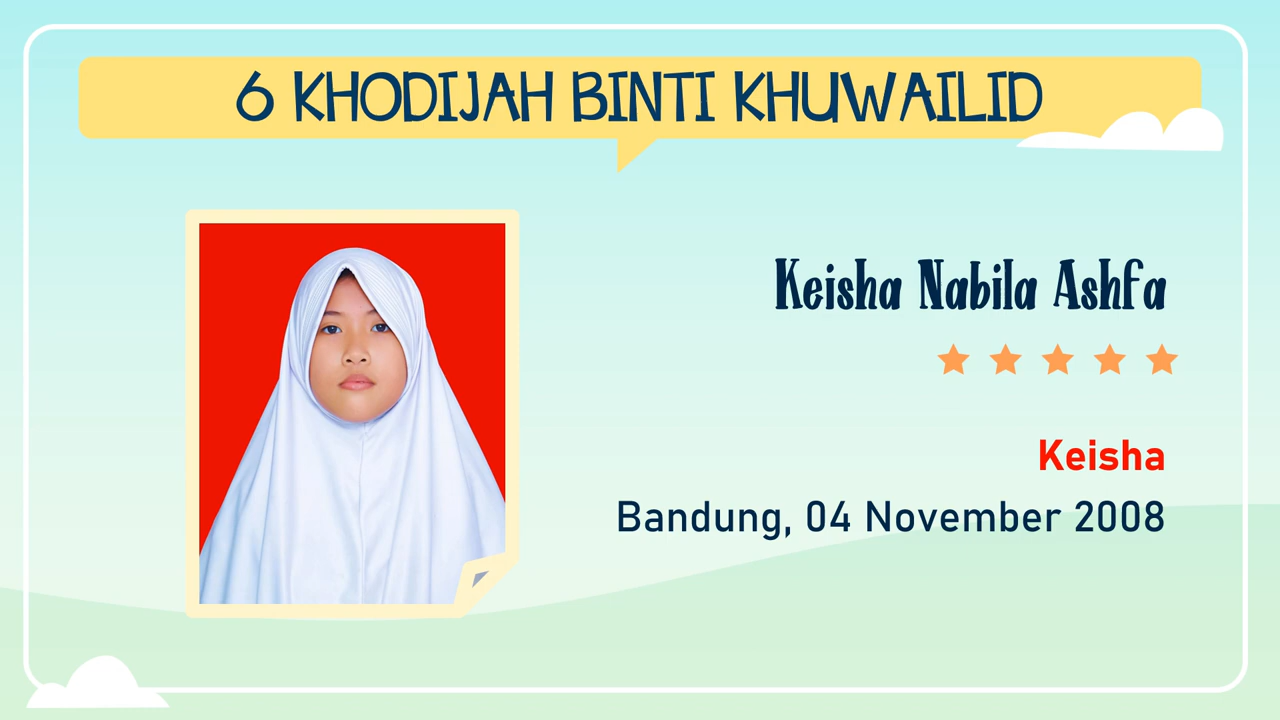 6 KHODIJAH BINTI KHUWAILID
Keisha Nabila Ashfa
Keisha
Bandung, 04 November 2008